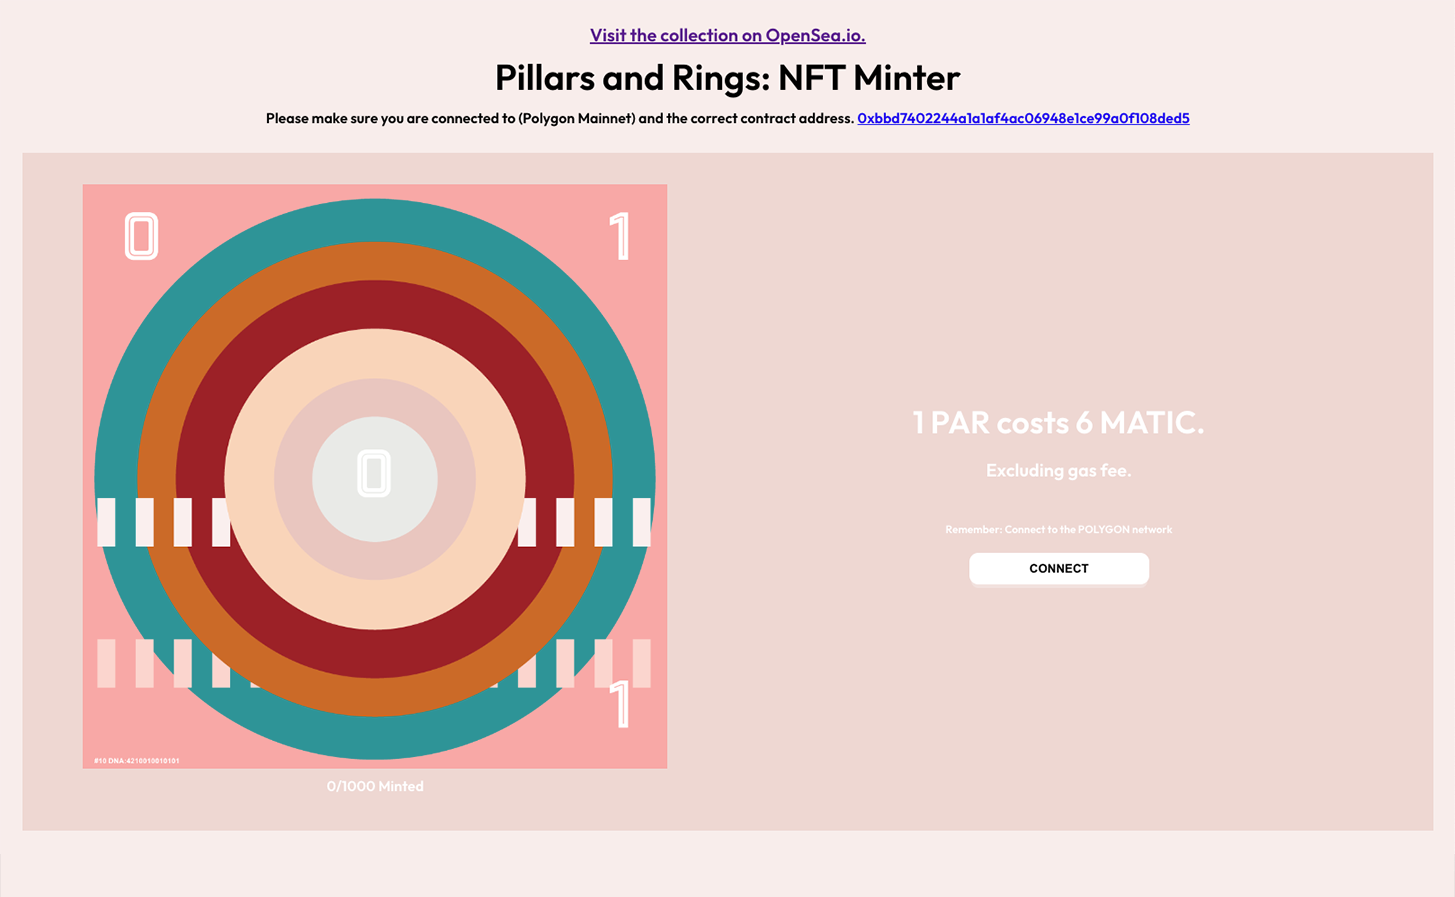 Visit the collection on OpenSea.io.
Pillars and Rings: NFT Minter
Please make sure you are connected to (Polygon Mainnet) and the correct contract address. 0xbbd7402244a1a1af4ac06948e1ce99a0f108ded5
0 1
0
1
#10 DNA:4210010010101
0/1000 Minted
1 PAR costs 6 MATIC.
Excluding gas fee.
Remember: Connect to the POLYGON network
CONNECT